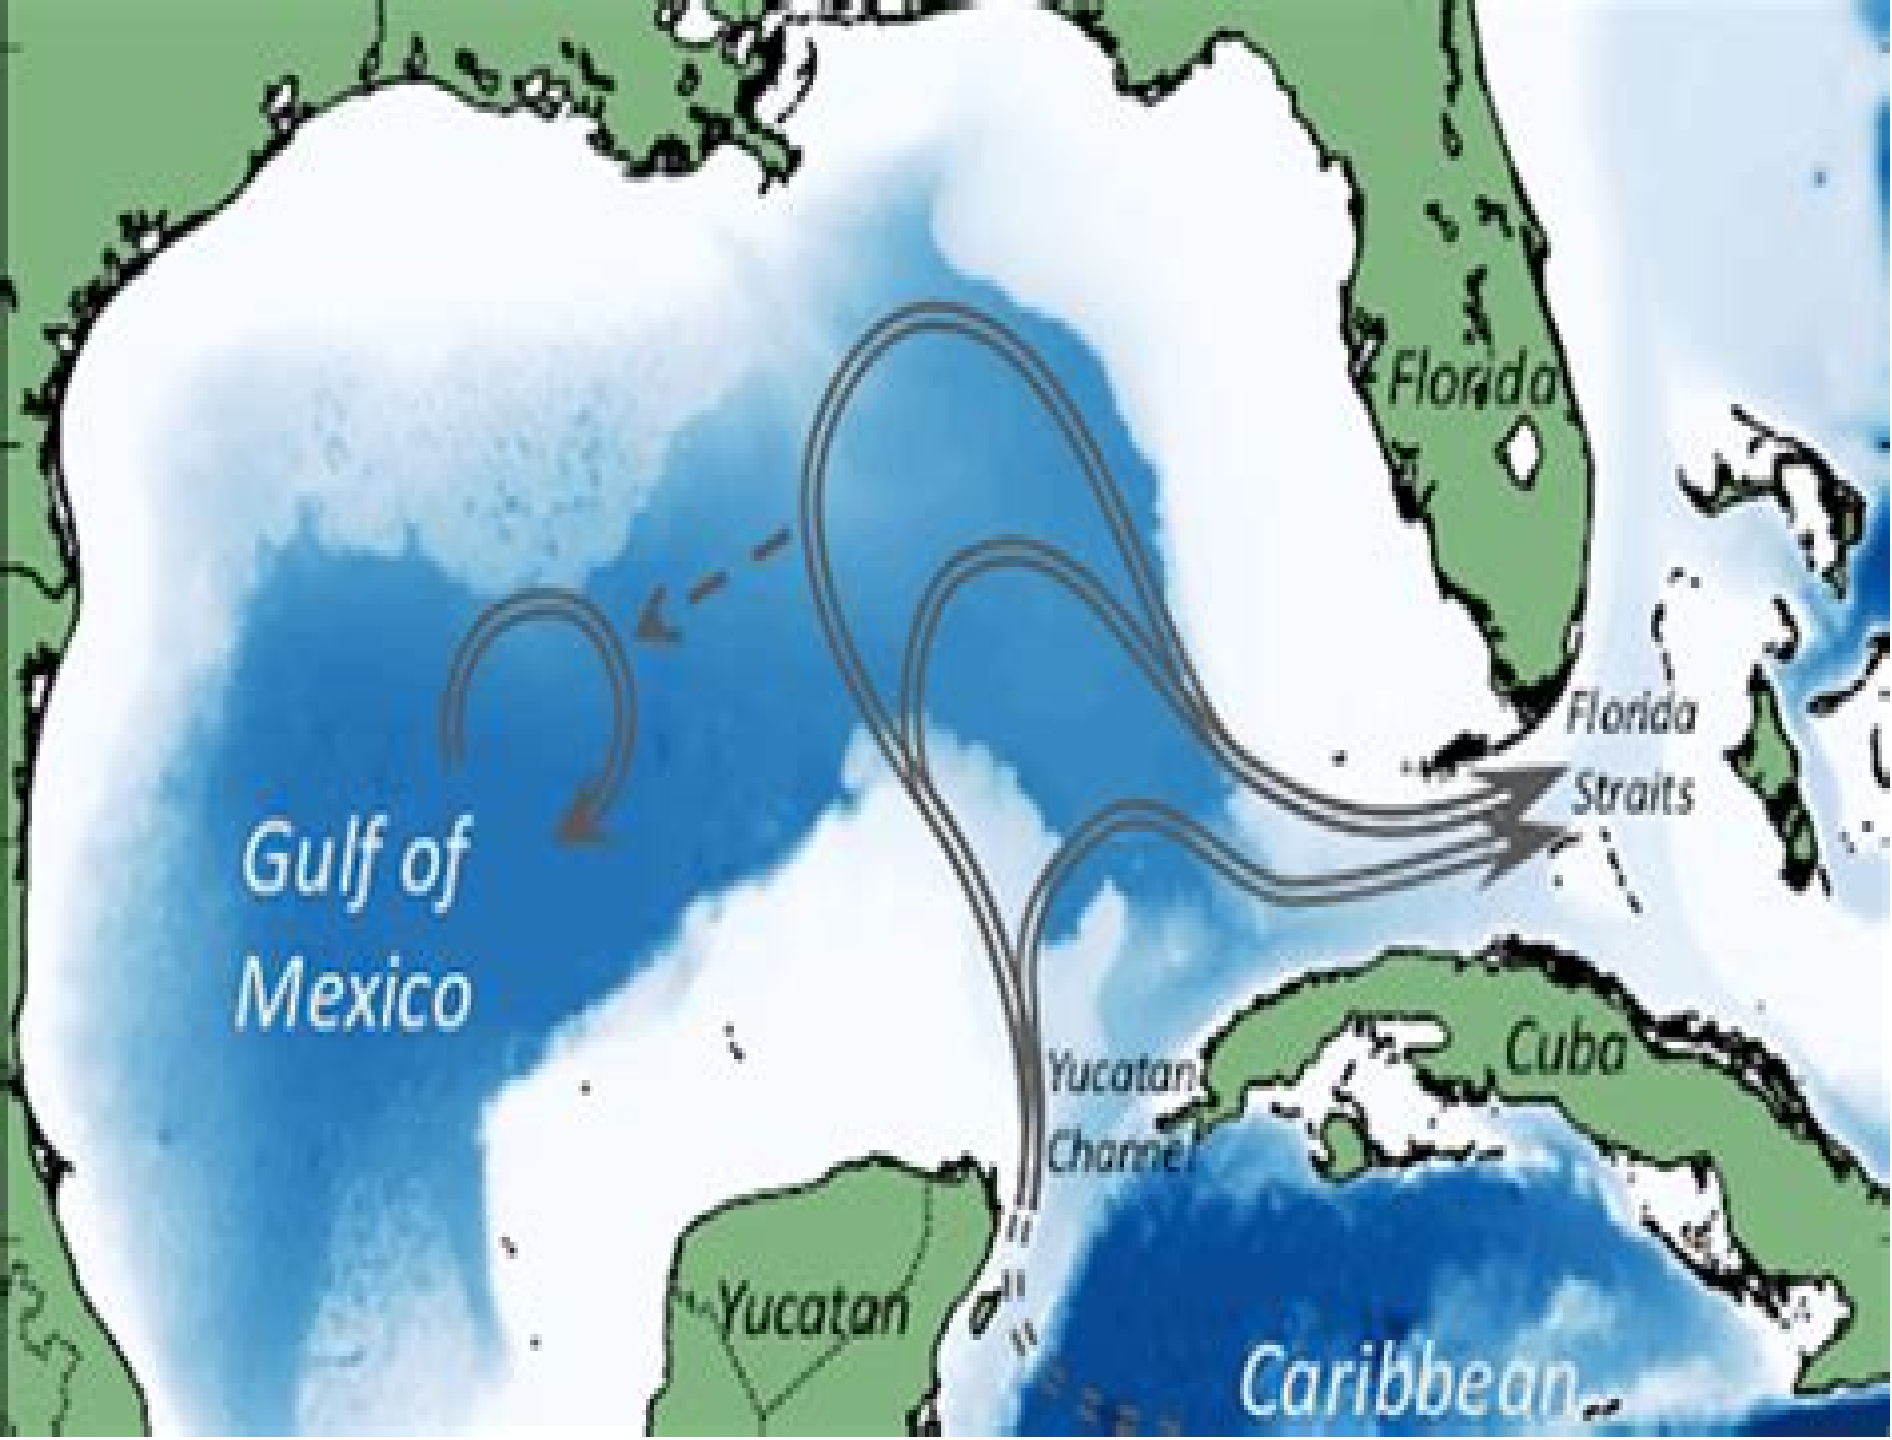 Florida
Florida
Straits
Gulf of
Mexico
Cuba
Yucatan
Channel
Yucatan
Caribbean